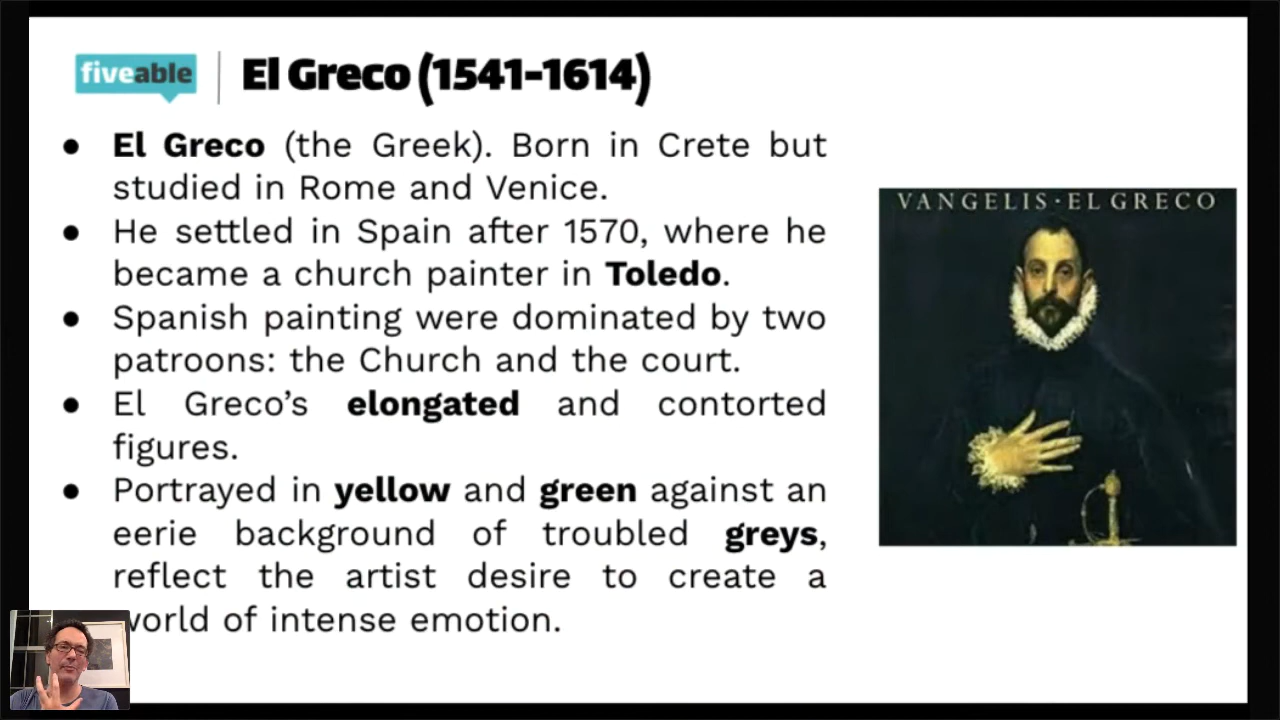 fiveable
El Greco (1541-1614)
● El Greco (the Greek). Born in Crete but
studied in Rome and Venice.
● He settled in Spain after 1570, where he
became a church painter in Toledo.
● Spanish painting were dominated by two
patroons: the Church and the court.
● El Greco’s elongated and contorted
figures.
● Portrayed in yellow and green against an
eerie background of troubled greys,
reflect the artist desire to create a
world of intense emotion.
VANGELIS·EL GRECO